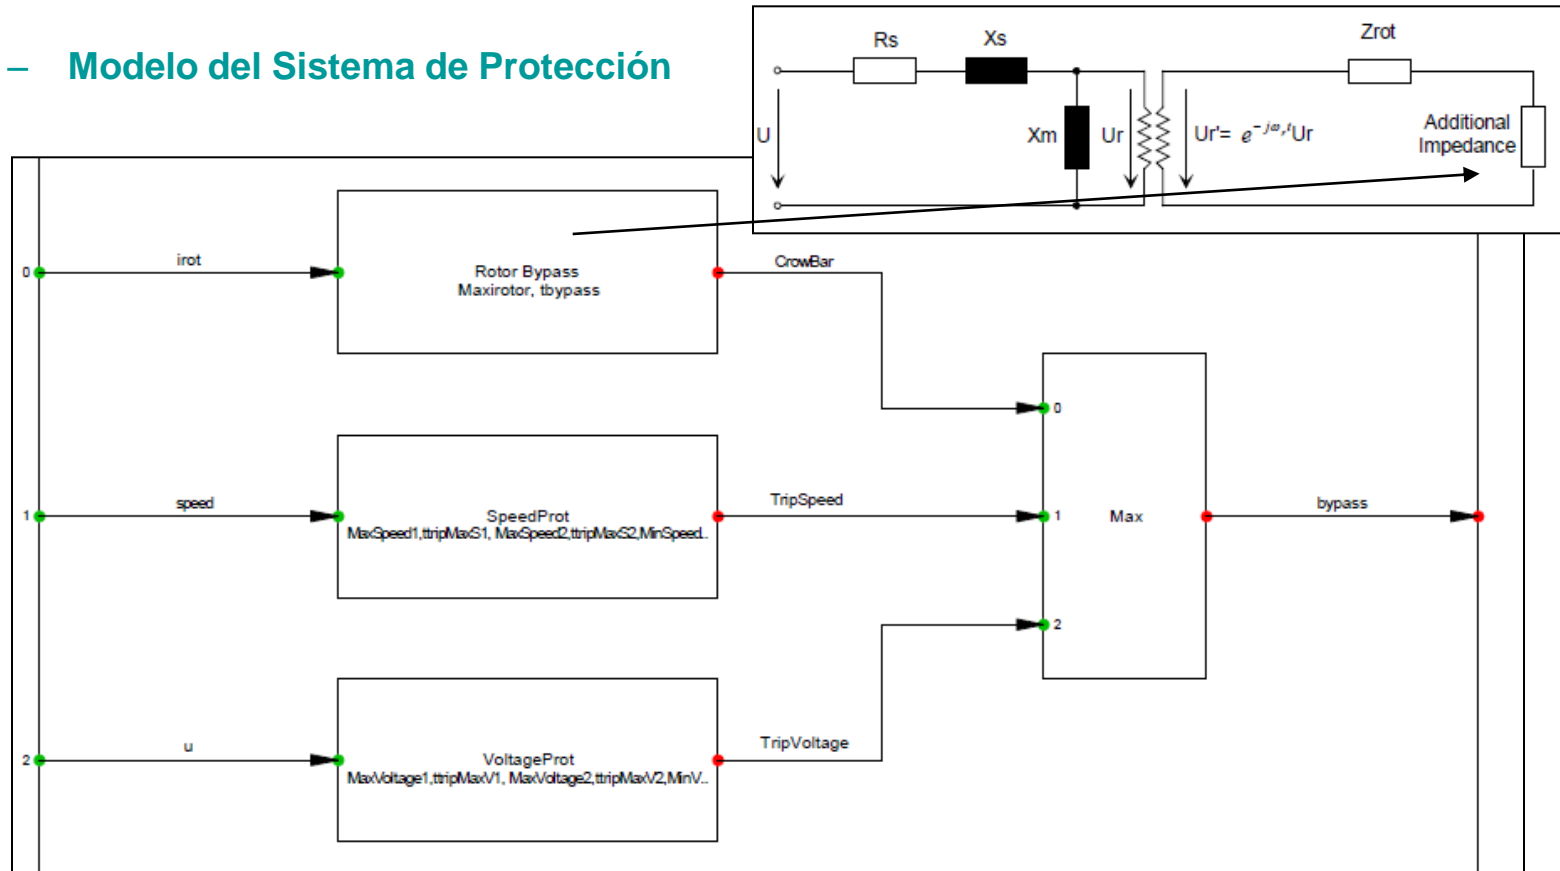 – Modelo del Sistema de Protección
Rs
Xs
Zrot
U
Xm
Ur
Ur'= e^{-jω_r t}Ur
Additional
Impedance
0
irot
Rotor Bypass
Maxirotor, tbypass
CrowBar
0
1
speed
SpeedProt
MaxSpeed1,ttripMaxS1, MaxSpeed2,ttripMaxS2,MinSpeed..
TripSpeed
1
Max
bypass
2
2
u
VoltageProt
MaxVoltage1,ttripMaxV1, MaxVoltage2,ttripMaxV2,MinV..
TripVoltage